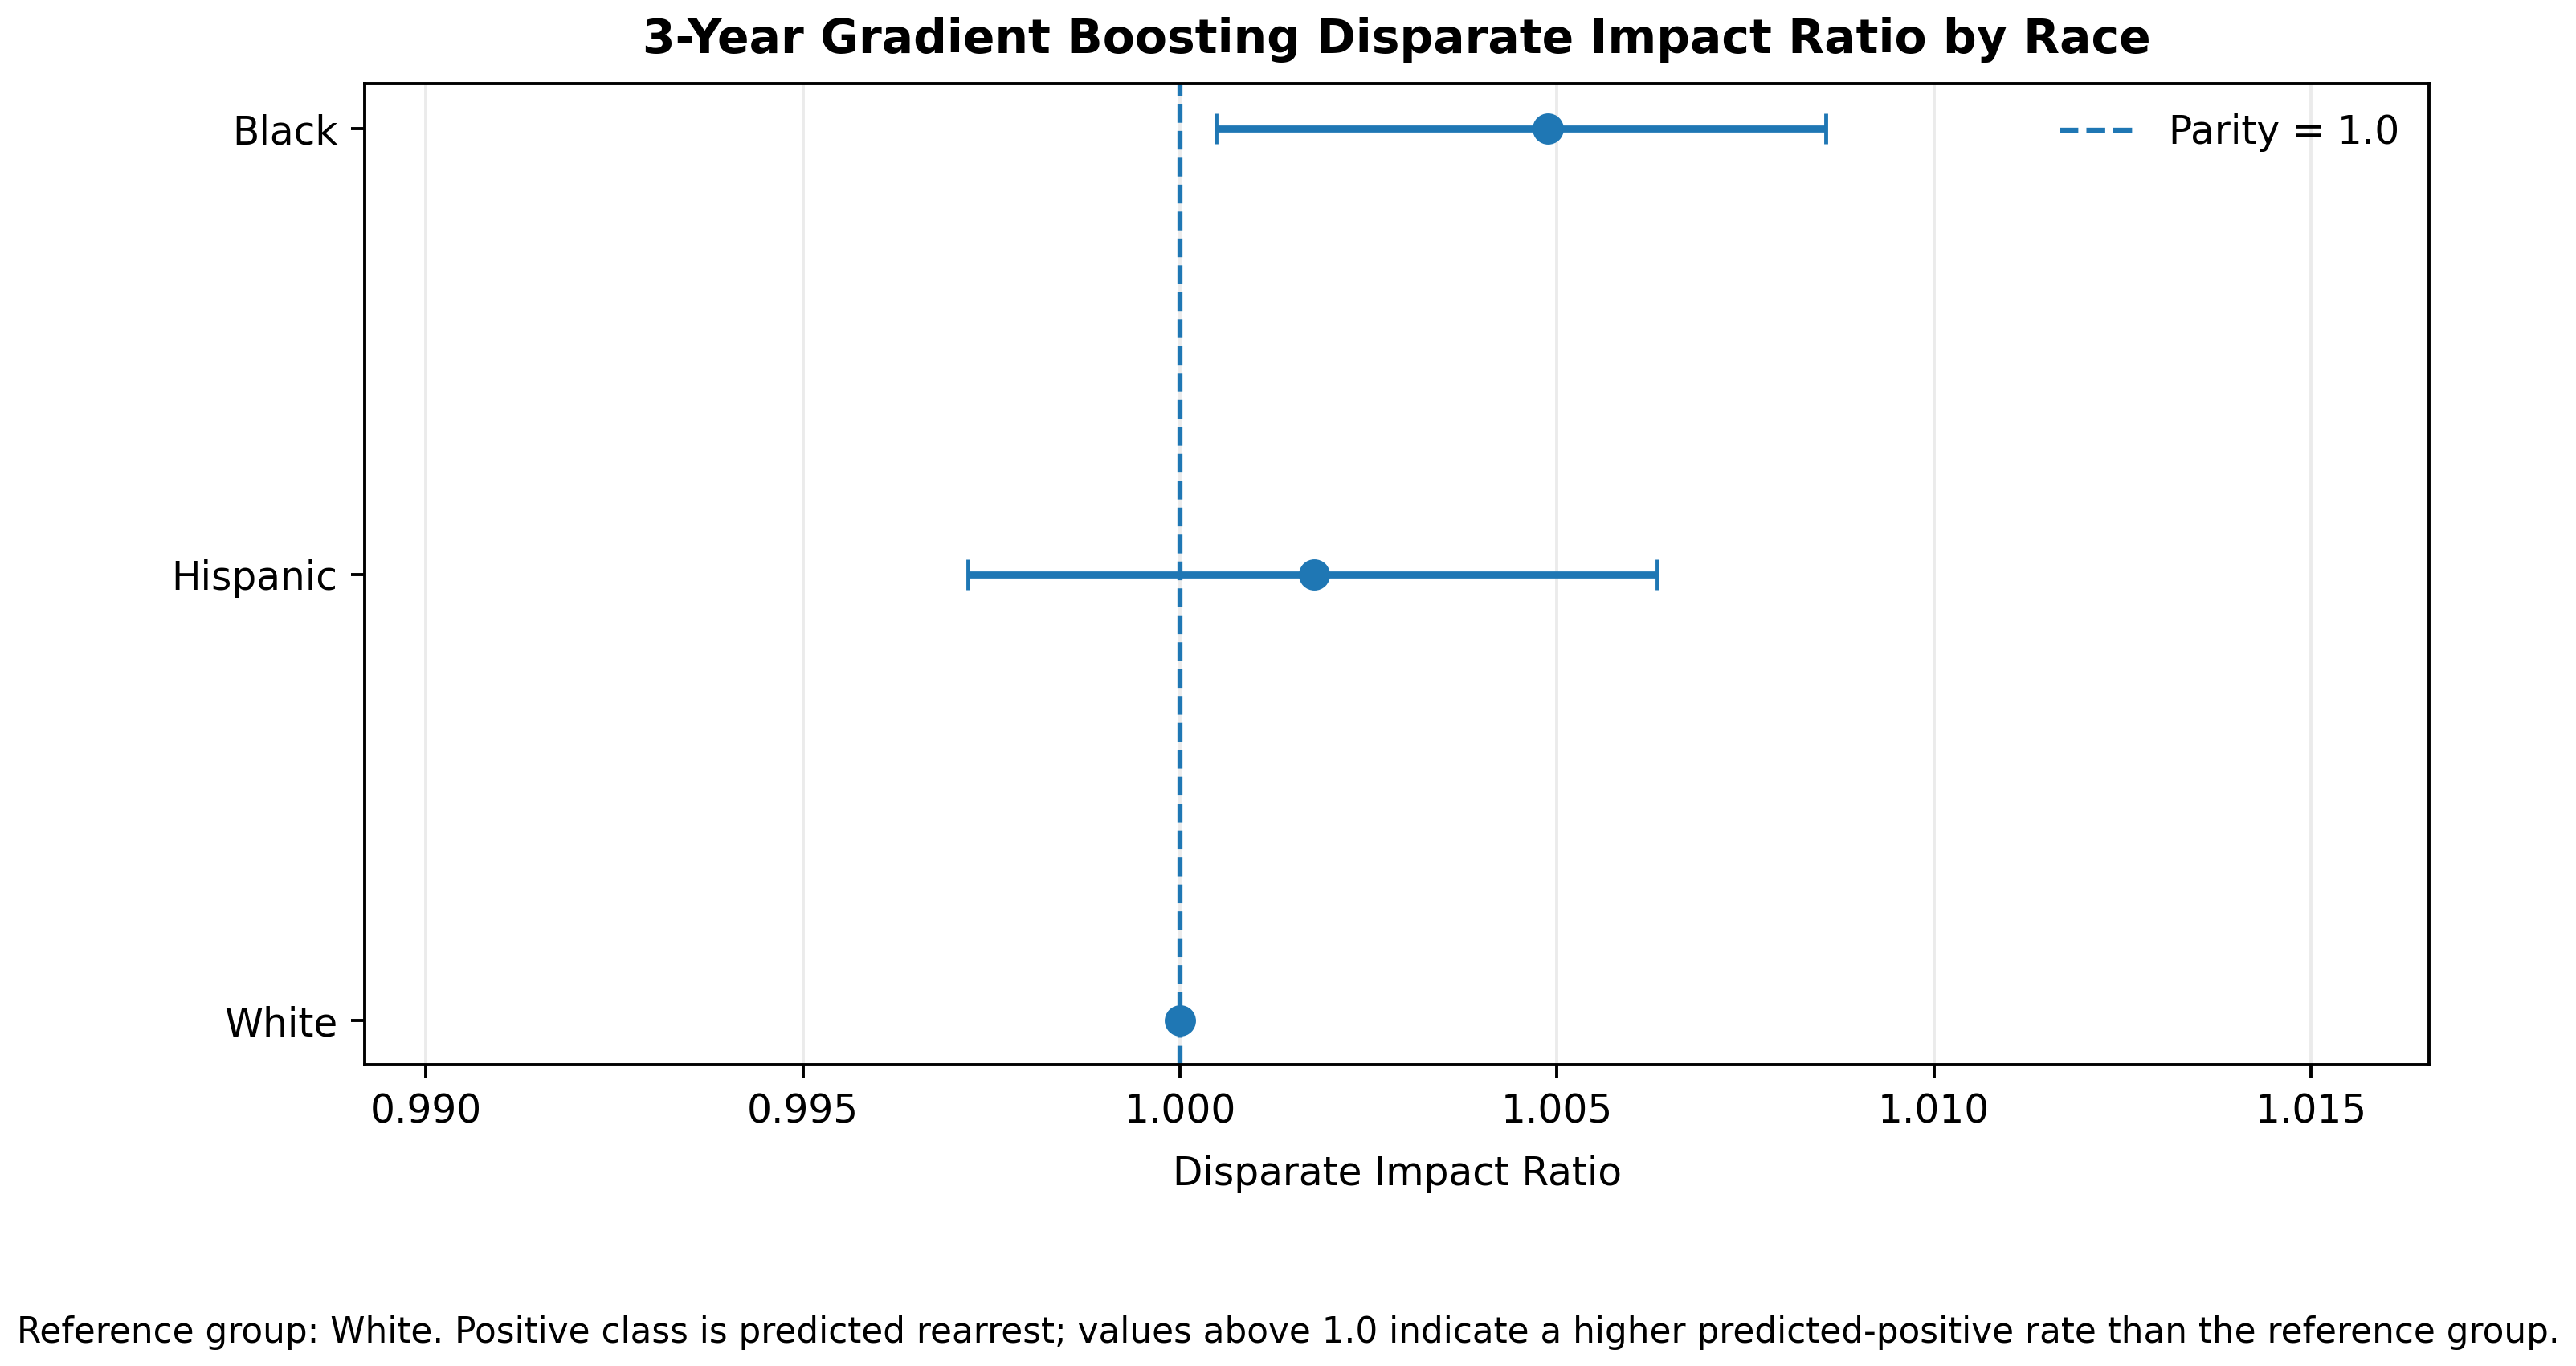 3-Year Gradient Boosting Disparate Impact Ratio by Race
Black
Parity = 1.0
Hispanic
White
0.990 0.995 1.000 1.005 1.010 1.015
Disparate Impact Ratio
Reference group: White. Positive class is predicted rearrest; values above 1.0 indicate a higher predicted-positive rate than the reference group.